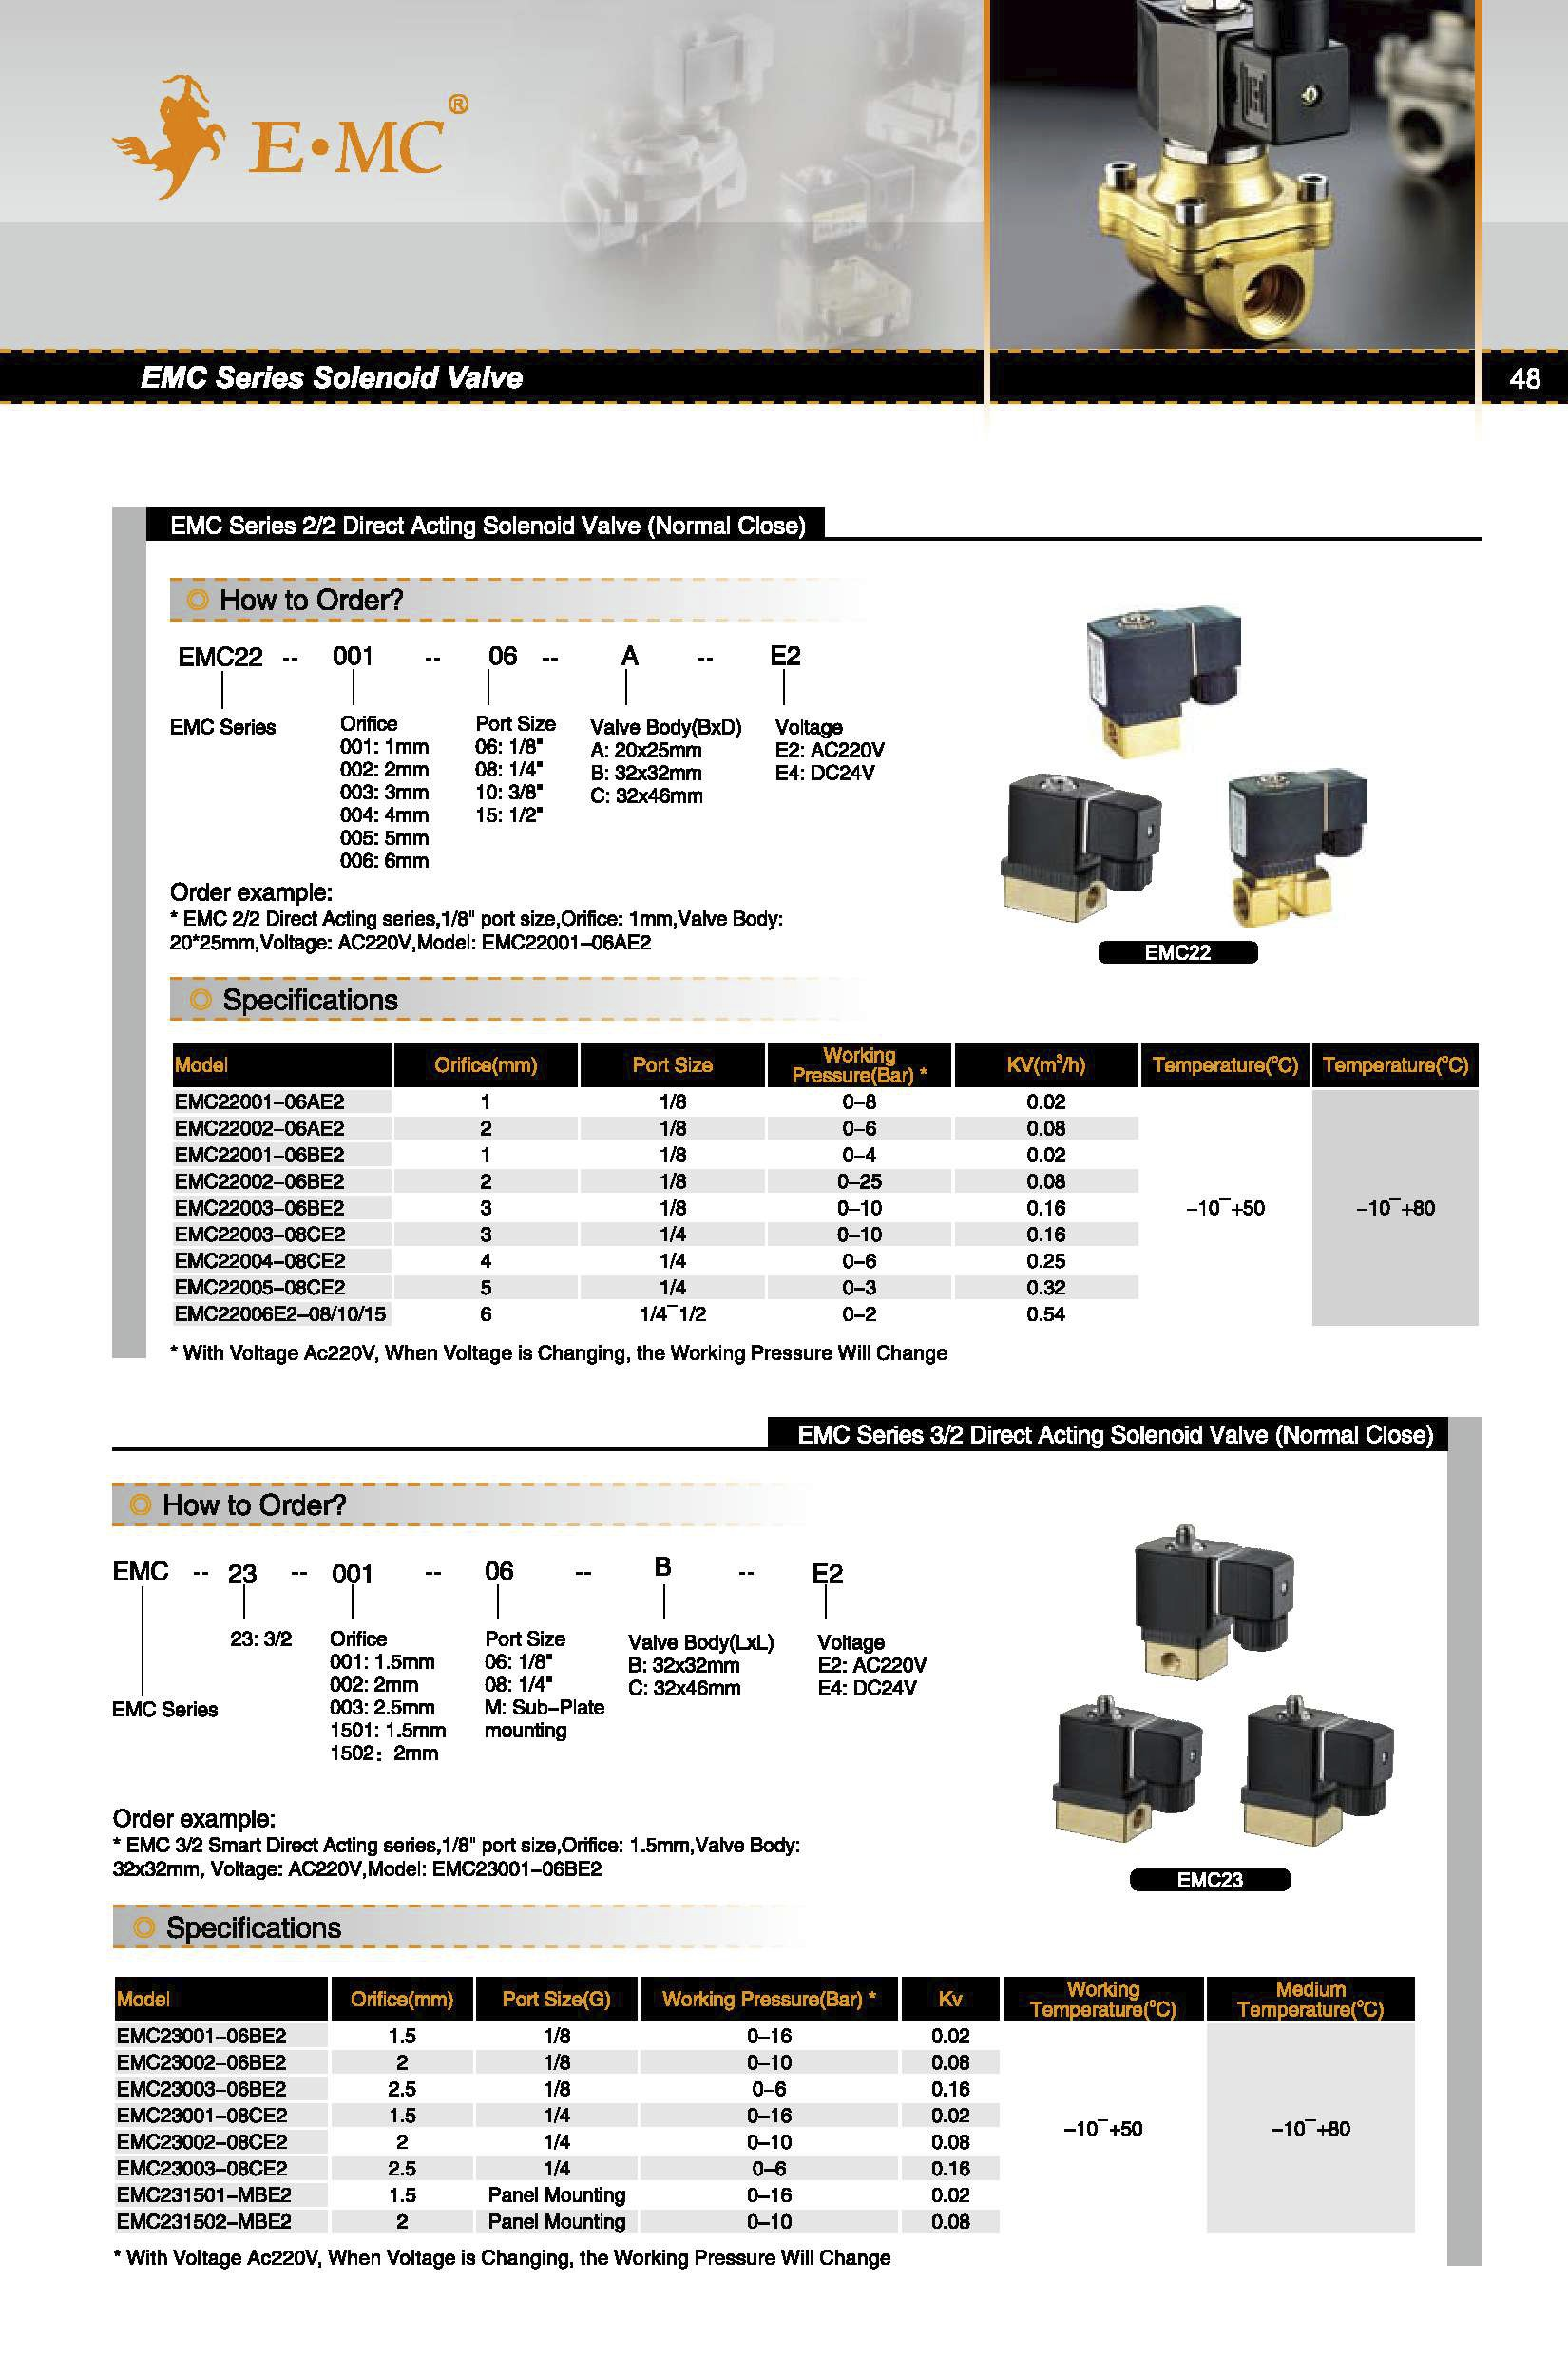 E•MC®
EMC Series Solenoid Valve
48
EMC Series 2/2 Direct Acting Solenoid Valve (Normal Close)
How to Order?
EMC22 -- 001 -- 06 -- A -- E2
EMC Series
Orifice
001: 1mm
002: 2mm
003: 3mm
004: 4mm
005: 5mm
006: 6mm
Port Size
06: 1/8"
08: 1/4"
10: 3/8"
15: 1/2"
Valve Body(BxD)
A: 20x25mm
B: 32x32mm
C: 32x46mm
Voltage
E2: AC220V
E4: DC24V
Order example:
* EMC 2/2 Direct Acting series,1/8" port size,Orifice: 1mm,Valve Body:
20*25mm,Voltage: AC220V,Model: EMC22001–06AE2
EMC22
Specifications
Model Orifice(mm) Port Size Working Pressure(Bar) * KV(m³/h) Temperature(°C) Temperature(°C)
EMC22001–06AE2 1 1/8 0–8 0.02
EMC22002–06AE2 2 1/8 0–6 0.08
EMC22001–06BE2 1 1/8 0–4 0.02
EMC22002–06BE2 2 1/8 0–25 0.08
EMC22003–06BE2 3 1/8 0–10 0.16 –10¯+50 –10¯+80
EMC22003–08CE2 3 1/4 0–10 0.16
EMC22004–08CE2 4 1/4 0–6 0.25
EMC22005–08CE2 5 1/4 0–3 0.32
EMC22006E2–08/10/15 6 1/4¯1/2 0–2 0.54
* With Voltage Ac220V, When Voltage is Changing, the Working Pressure Will Change
EMC Series 3/2 Direct Acting Solenoid Valve (Normal Close)
How to Order?
EMC -- 23 -- 001 -- 06 -- B -- E2
EMC Series
23: 3/2
Orifice
001: 1.5mm
002: 2mm
003: 2.5mm
1501: 1.5mm
1502: 2mm
Port Size
06: 1/8"
08: 1/4"
M: Sub–Plate
mounting
Valve Body(LxL)
B: 32x32mm
C: 32x46mm
Voltage
E2: AC220V
E4: DC24V
Order example:
* EMC 3/2 Smart Direct Acting series,1/8" port size,Orifice: 1.5mm,Valve Body:
32x32mm, Voltage: AC220V,Model: EMC23001–06BE2
EMC23
Specifications
Model Orifice(mm) Port Size(G) Working Pressure(Bar) * Kv Working Temperature(°C) Medium Temperature(°C)
EMC23001–06BE2 1.5 1/8 0–16 0.02
EMC23002–06BE2 2 1/8 0–10 0.08
EMC23003–06BE2 2.5 1/8 0–6 0.16
EMC23001–08CE2 1.5 1/4 0–16 0.02
EMC23002–08CE2 2 1/4 0–10 0.08 –10¯+50 –10¯+80
EMC23003–08CE2 2.5 1/4 0–6 0.16
EMC231501–MBE2 1.5 Panel Mounting 0–16 0.02
EMC231502–MBE2 2 Panel Mounting 0–10 0.08
* With Voltage Ac220V, When Voltage is Changing, the Working Pressure Will Change